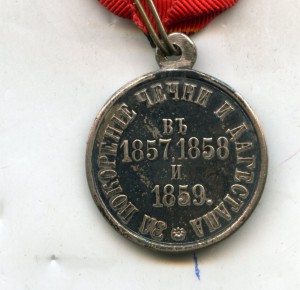 ЗА ПОКОРЕНІЕ ЧЕЧНИ И ДАГЕСТАНА
ВЪ
1857, 1858
И
1859.